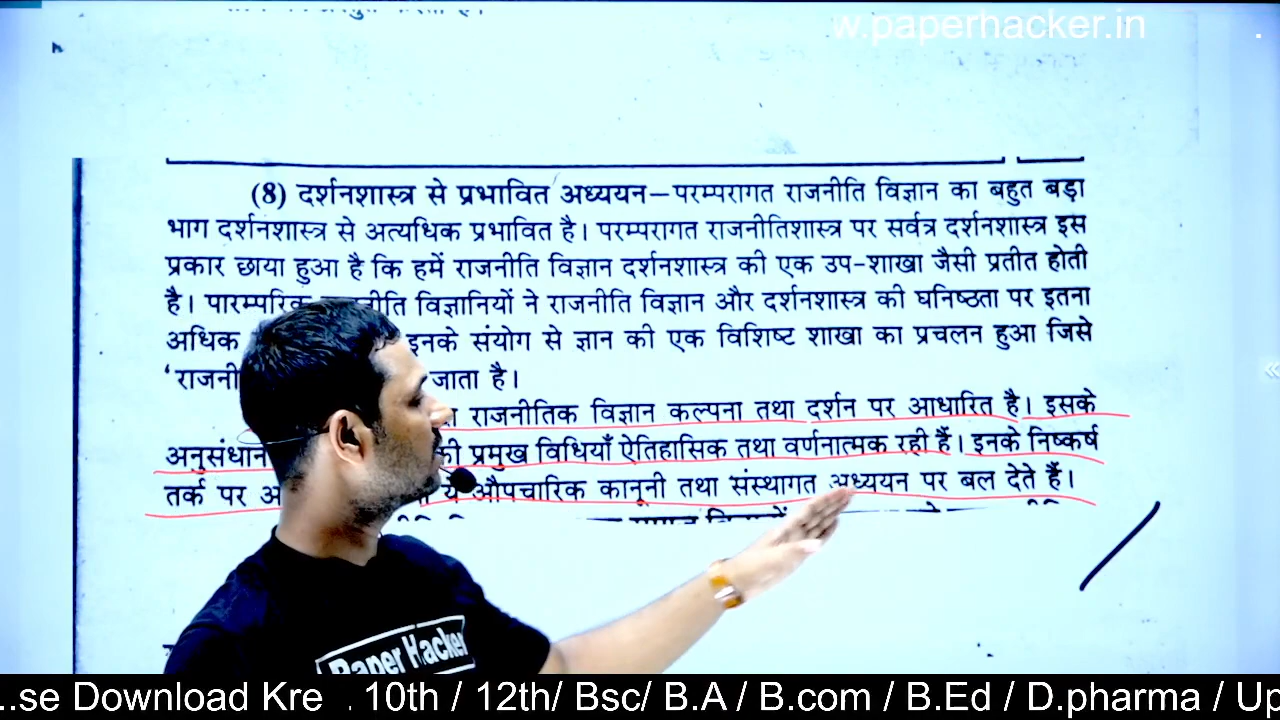 w.paperhacker.in
(8) दर्शनशास्त्र से प्रभावित अध्ययन—परम्परागत राजनीति विज्ञान का बहुत बड़ा
भाग दर्शनशास्त्र से अत्यधिक प्रभावित है। परम्परागत राजनीतिशास्त्र पर सर्वत्र दर्शनशास्त्र इस
प्रकार छाया हुआ है कि हमें राजनीति विज्ञान दर्शनशास्त्र की एक उप-शाखा जैसी प्रतीत होती
है। पारम्परिक विज्ञानियों ने राजनीति विज्ञान और दर्शनशास्त्र की घनिष्ठता पर इतना
अधिक इनके संयोग से ज्ञान की एक विशिष्ट शाखा का प्रचलन हुआ जिसे
जाता है।
राजनीतिक विज्ञान कल्पना तथा दर्शन पर आधारित है। इसके
अनुसंधान की प्रमुख विधियाँ ऐतिहासिक तथा वर्णनात्मक रही हैं। इनके निष्कर्ष
तर्क पर ये औपचारिक कानूनी तथा संस्थागत अध्ययन पर बल देते हैं।
Paper Hacker
...se Download Kre . 10th / 12th/ Bsc/ B.A / B.com / B.Ed / D.pharma / Up